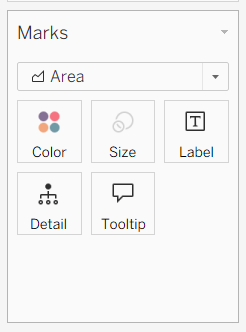 Marks
Area
Color Size Label
Detail Tooltip